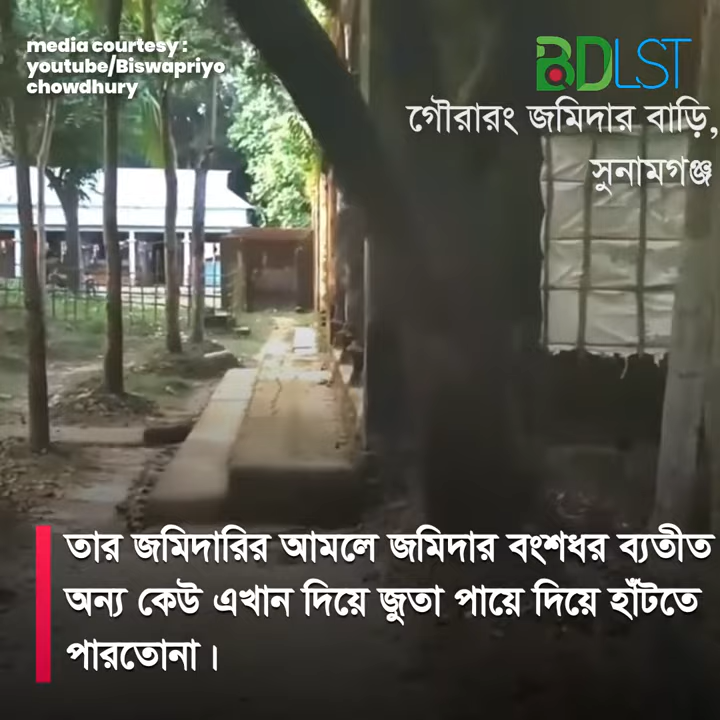 media courtesy :
youtube/Biswapriyo
chowdhury
BDLST
গৌরারং জমিদার বাড়ি,
সুনামগঞ্জ
তার জমিদারির আমলে জমিদার বংশধর ব্যতীত
অন্য কেউ এখান দিয়ে জুতা পায়ে দিয়ে হাঁটতে
পারতোনা।